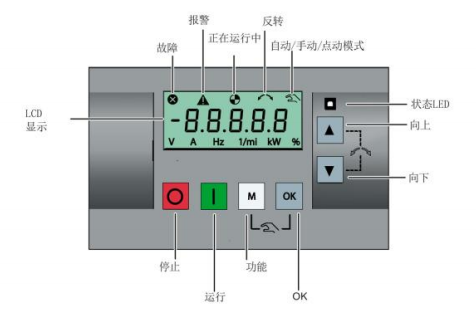 报警
反转
正在运行中
故障
自动/手动/点动模式
LCD
显示
-8.8.8.8.8
V A Hz 1/mi kW %
状态LED
向上
向下
M
OK
停止
功能
运行
OK